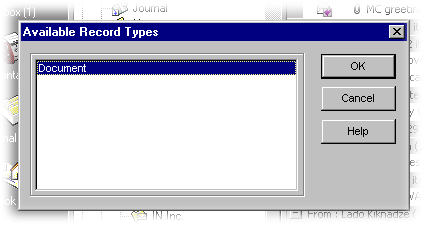 Journal
MC greetin
Available Record Types
Document
OK
Cancel
Help
IN Inc.
From : Lado Kiknadze